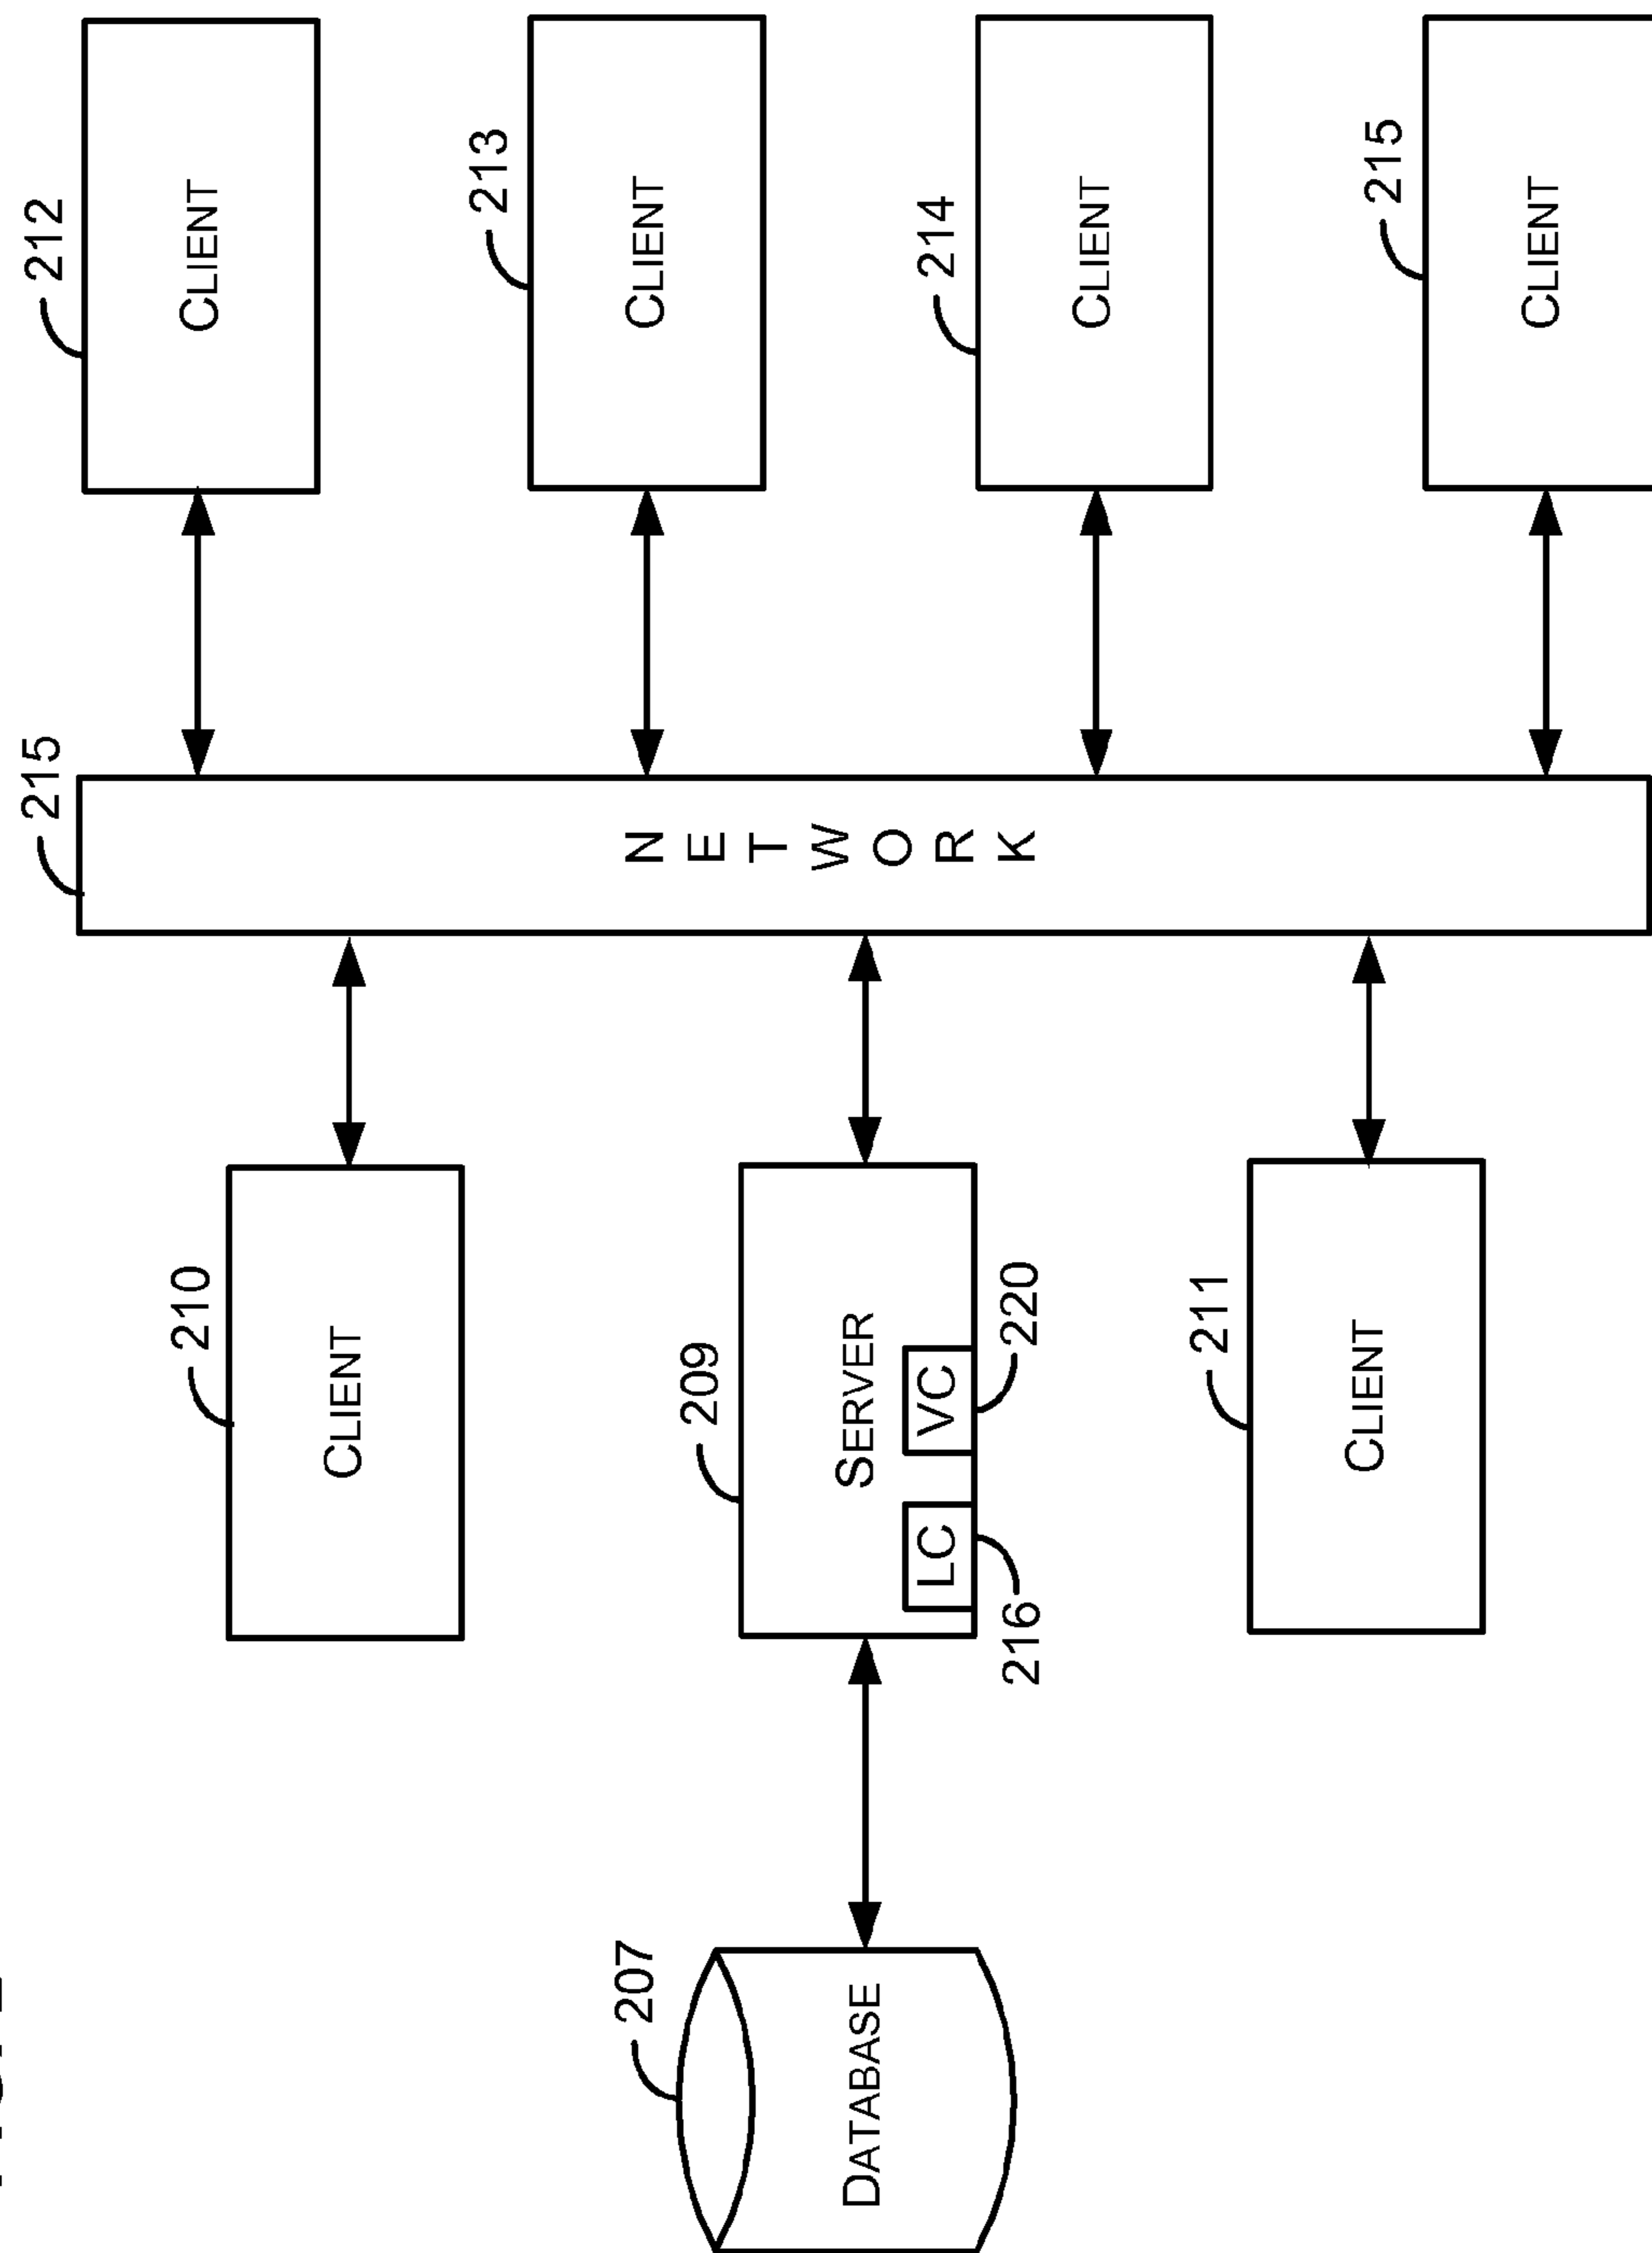 215
212
CLIENT
210
CLIENT
213
CLIENT
207
DATABASE
209
SERVER
LC
VC
216
220
N
E
T
W
O
R
K
214
CLIENT
211
CLIENT
215
CLIENT